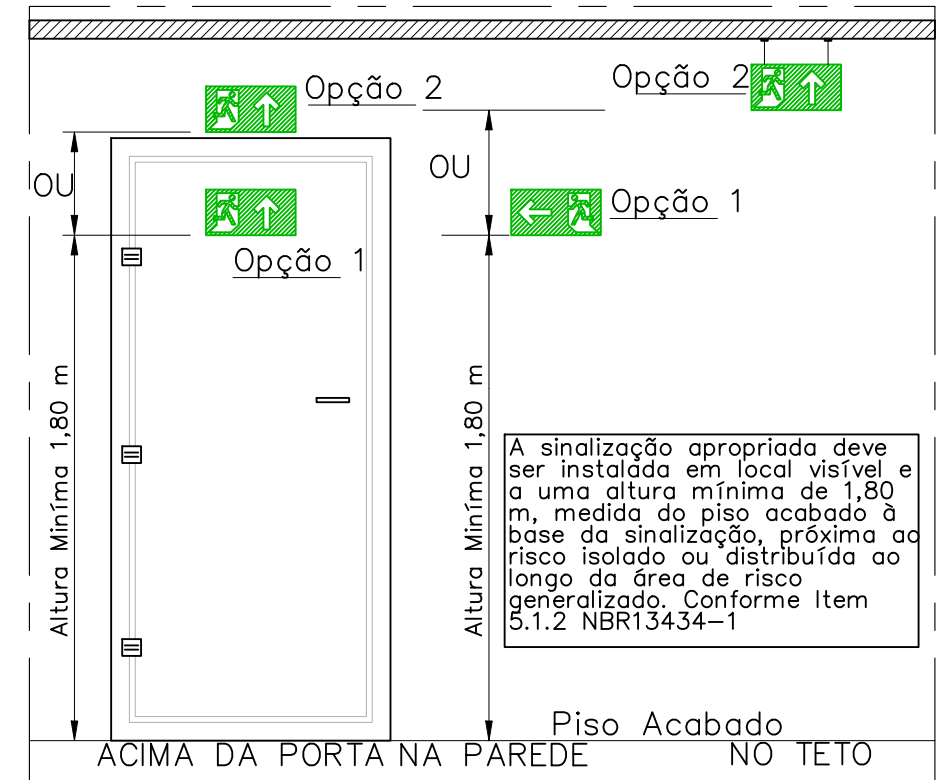 Opção 2
Opção 2
OU
OU
Opção 1
Opção 1
Altura Miníma 1,80 m
Altura Miníma 1,80 m
A sinalização apropriada deve
ser instalada em local visível e
a uma altura mínima de 1,80
m, medida do piso acabado à
base da sinalização, próxima ao
risco isolado ou distribuída ao
longo da área de risco
generalizado. Conforme Item
5.1.2 NBR13434-1
Piso Acabado
ACIMA DA PORTA
NA PAREDE
NO TETO